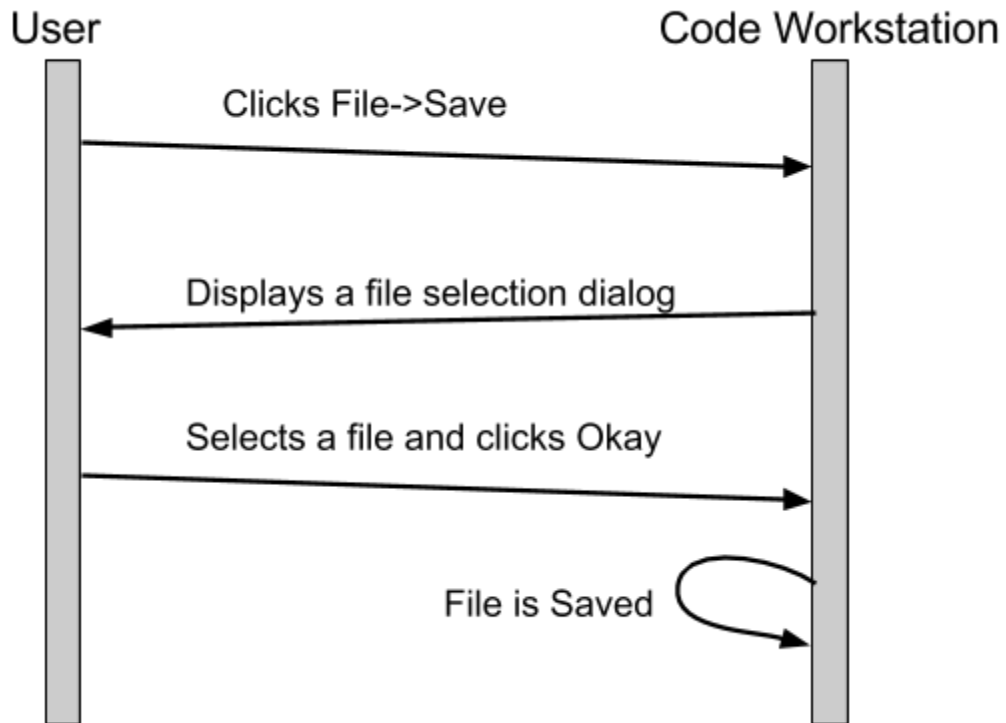 User
Code Workstation
Clicks File->Save
Displays a file selection dialog
Selects a file and clicks Okay
File is Saved